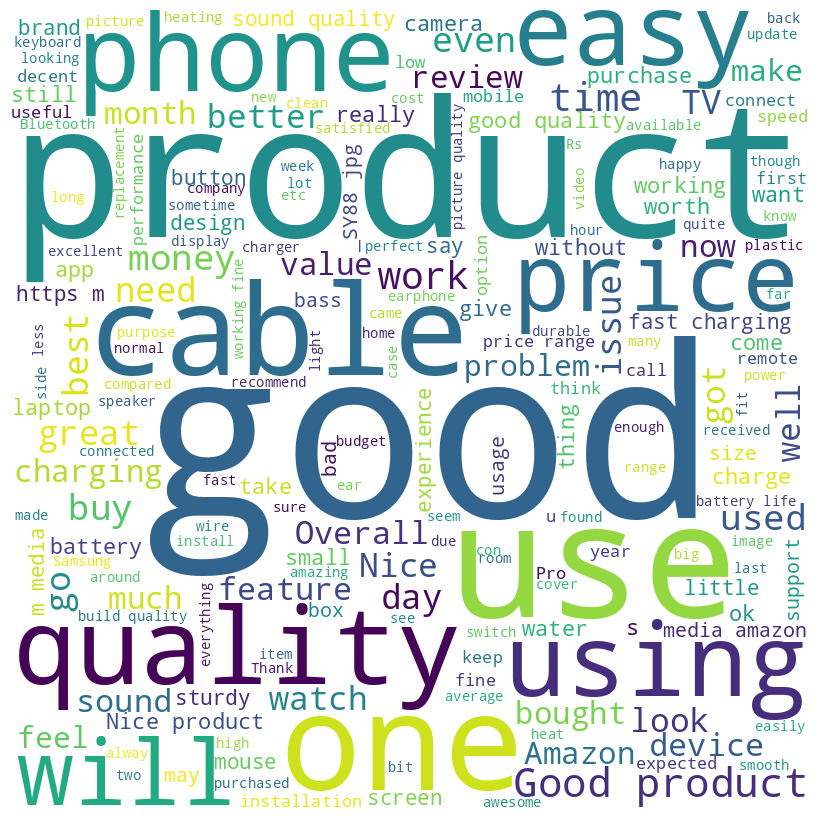 brand picture sound quality camera easy back
keyboard heating phone even update
looking low review purchase make
decent time TV connect
still month better really cost new clean mobile good quality available speed
useful satisfied
Bluetooth product Rs
long replacement performance button week lot SY88 jpg picture quality video happy though first
company etc working want
sometime design worth know
excellent display charger perfect say without now quite plastic
app money value work option hour
https m need bass earphone give price far
side less best purpose working fine came home light cable durable issue fast charging come
normal case price range many remote
compared recommend problem call power
laptop speaker good think got fit well
great connected bad budget experience usage thing enough received size
charging fast take ear range charge
buy sure battery life
made wire seem u found used
m media battery install Overall due use year image
Samsung small con room big last support
go around amazing Nice Pro cover little
much feature day ok
build quality everything box see switch water s media amazon
quality item Thank keep using
sound sturdy watch fine average
feel Nice product one bought look easily
will alway high mouse heat Amazon device
two may bit expected smooth
purchased screen Good product
installation awesome